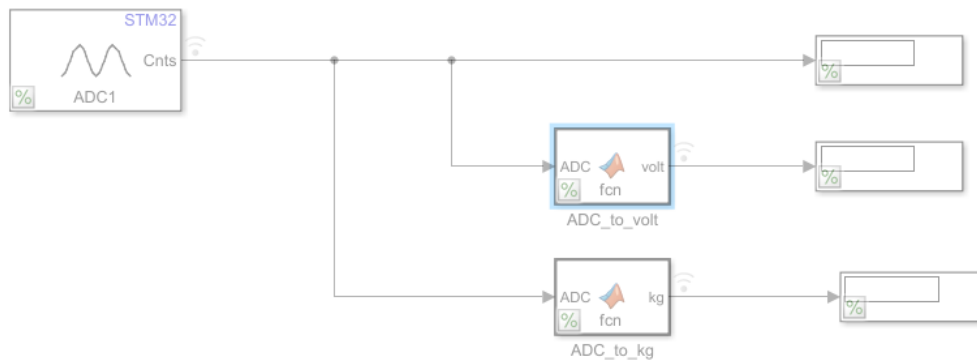 STM32
Cnts
%
ADC1
%
ADC
volt
%
fcn
%
ADC_to_volt
ADC
kg
%
fcn
%
ADC_to_kg